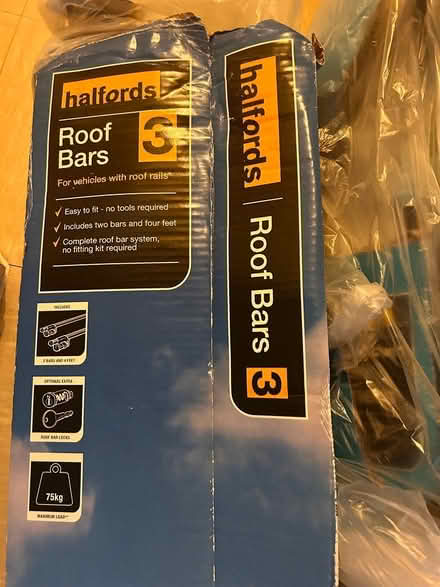 halfords
Roof
Bars
3
For vehicles with roof rails*
✓ Easy to fit - no tools required
✓ Includes two bars and four feet
✓ Complete roof bar system,
no fitting kit required
INCLUDES
2 BARS AND 4 FEET
OPTIONAL EXTRA
ROOF BAR LOCKS
75kg
MAXIMUM LOAD**
halfords
Roof Bars 3